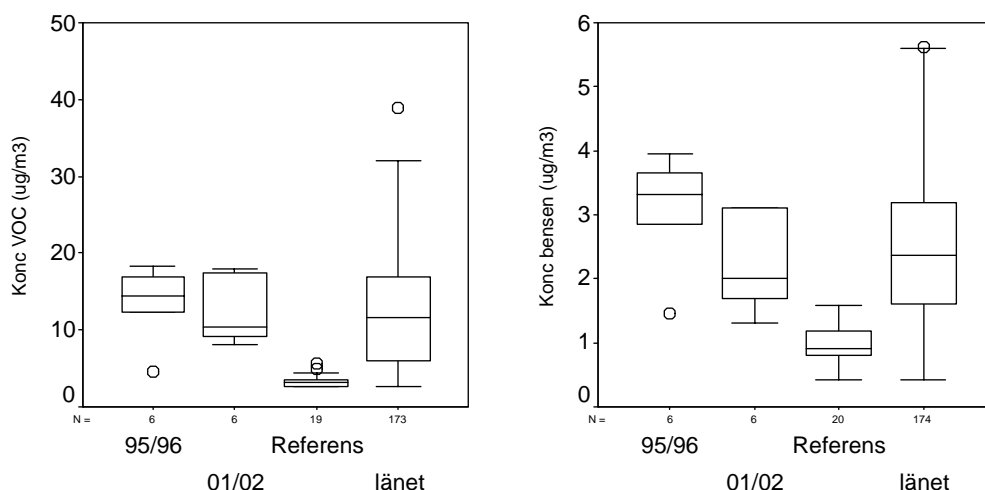 Konc VOC (ug/m3)
50
40
30
20
10
0
N = 6 6 19 173
95/96 Referens
01/02 länet
Konc bensen (ug/m3)
6
5
4
3
2
1
0
N = 6 6 20 174
95/96 Referens
01/02 länet